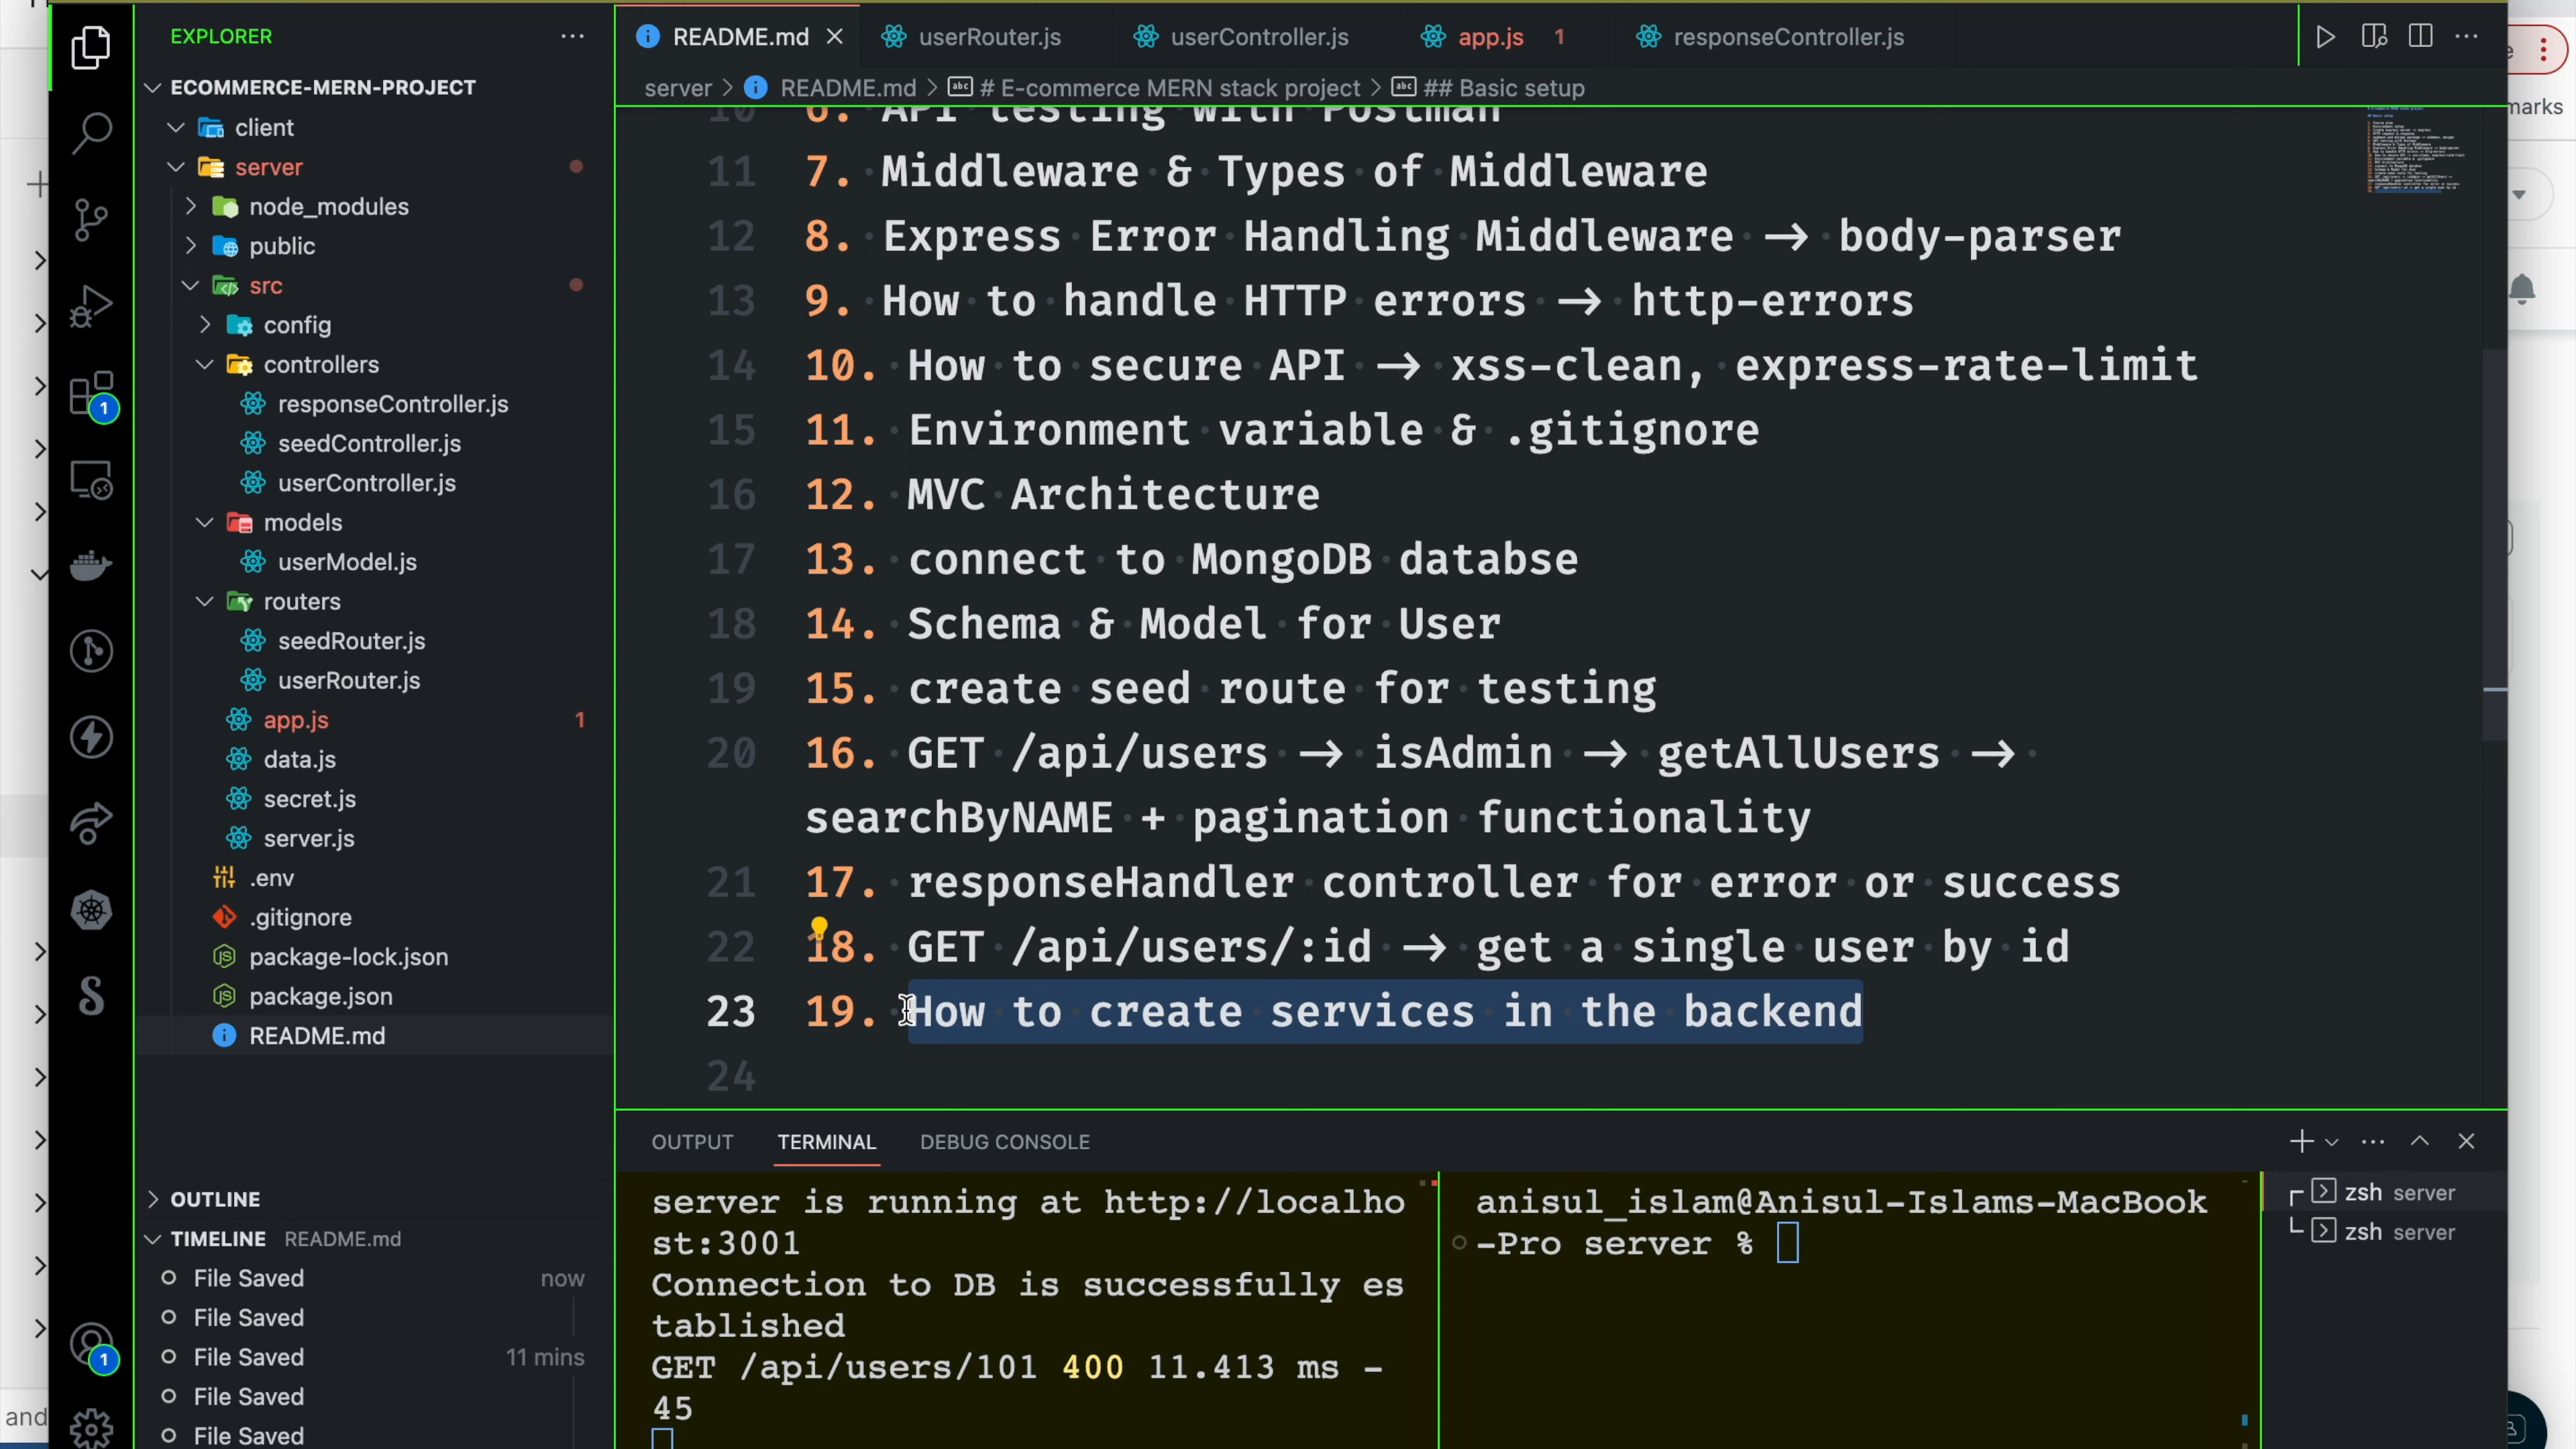 EXPLORER
ECOMMERCE-MERN-PROJECT
client
server
node_modules
public
src
config
controllers
responseController.js
seedController.js
userController.js
models
userModel.js
routers
seedRouter.js
userRouter.js
app.js 1
data.js
secret.js
server.js
.env
.gitignore
package-lock.json
package.json
README.md
OUTLINE
TIMELINE README.md
File Saved now
File Saved
File Saved 11 mins
File Saved
File Saved
1
1
README.md
userRouter.js
userController.js
app.js 1
responseController.js
server > README.md > # E-commerce MERN stack project > ## Basic setup
10 6. API testing with Postman
11 7. Middleware & Types of Middleware
12 8. Express Error Handling Middleware → body-parser
13 9. How to handle HTTP errors → http-errors
14 10. How to secure API → xss-clean, express-rate-limit
15 11. Environment variable & .gitignore
16 12. MVC Architecture
17 13. connect to MongoDB databse
18 14. Schema & Model for User
19 15. create seed route for testing
20 16. GET /api/users → isAdmin → getAllUsers →
searchByNAME + pagination functionality
21 17. responseHandler controller for error or success
22 18. GET /api/users/:id → get a single user by id
23 19. How to create services in the backend
24
OUTPUT TERMINAL DEBUG CONSOLE
server is running at http://localho
st:3001
Connection to DB is successfully es
tablished
GET /api/users/101 400 11.413 ms -
45
anisul_islam@Anisul-Islams-MacBook
-Pro server %
zsh server
zsh server
marks
and